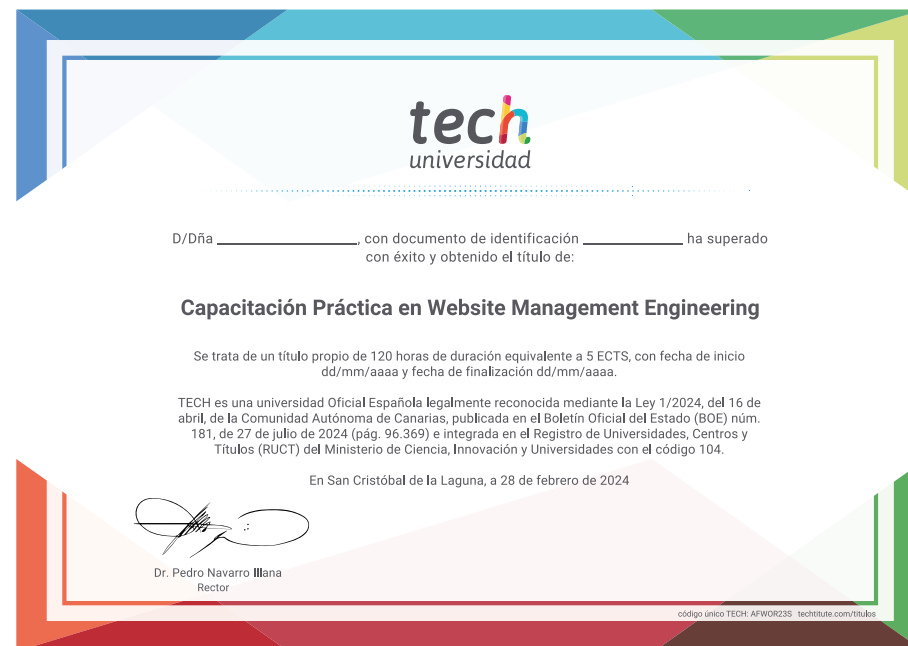 tech
universidad
D/Dña ____________________, con documento de identificación ______________ ha superado
con éxito y obtenido el título de:
Capacitación Práctica en Website Management Engineering
Se trata de un título propio de 120 horas de duración equivalente a 5 ECTS, con fecha de inicio
dd/mm/aaaa y fecha de finalización dd/mm/aaaa.
TECH es una universidad Oficial Española legalmente reconocida mediante la Ley 1/2024, del 16 de
abril, de la Comunidad Autónoma de Canarias, publicada en el Boletín Oficial del Estado (BOE) núm.
181, de 27 de julio de 2024 (pág. 96.369) e integrada en el Registro de Universidades, Centros y
Títulos (RUCT) del Ministerio de Ciencia, Innovación y Universidades con el código 104.
En San Cristóbal de la Laguna, a 28 de febrero de 2024
Dr. Pedro Navarro Illana
Rector
código único TECH: AFWOR23S techtitute.com/titulos